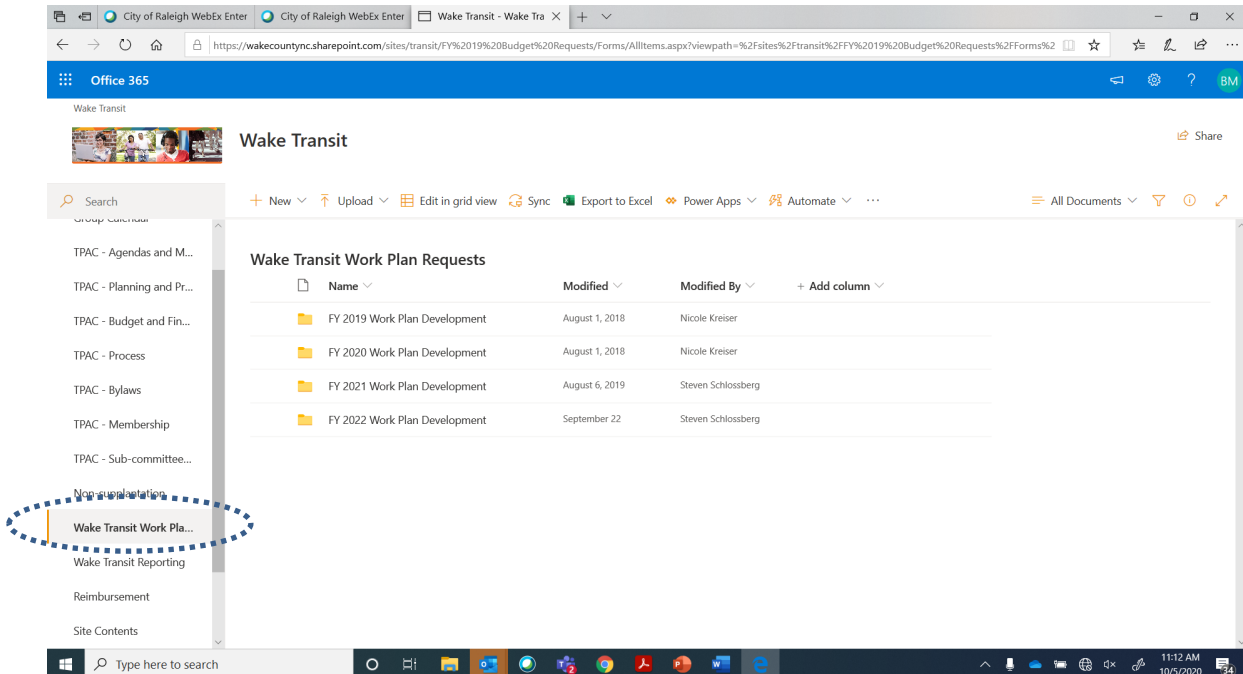 City of Raleigh WebEx Enter
City of Raleigh WebEx Enter
Wake Transit - Wake Tra
https://wakecountync.sharepoint.com/sites/transit/FY%2019%20Budget%20Requests/Forms/AllItems.aspx?viewpath=%2Fsites%2Ftransit%2FFY%2019%20Budget%20Requests%2FForms%2
Office 365
BM
Wake Transit
Wake Transit
Share
Search
New
Upload
Edit in grid view
Sync
Export to Excel
Power Apps
Automate
All Documents
Group Calendar
TPAC - Agendas and M...
TPAC - Planning and Pr...
TPAC - Budget and Fin...
TPAC - Process
TPAC - Bylaws
TPAC - Membership
TPAC - Sub-committee...
Non-supplantation
Wake Transit Work Pla...
Wake Transit Reporting
Reimbursement
Site Contents
Wake Transit Work Plan Requests
Name Modified Modified By + Add column
FY 2019 Work Plan Development August 1, 2018 Nicole Kreiser
FY 2020 Work Plan Development August 1, 2018 Nicole Kreiser
FY 2021 Work Plan Development August 6, 2019 Steven Schlossberg
FY 2022 Work Plan Development September 22 Steven Schlossberg
Type here to search
11:12 AM
10/5/2020
34